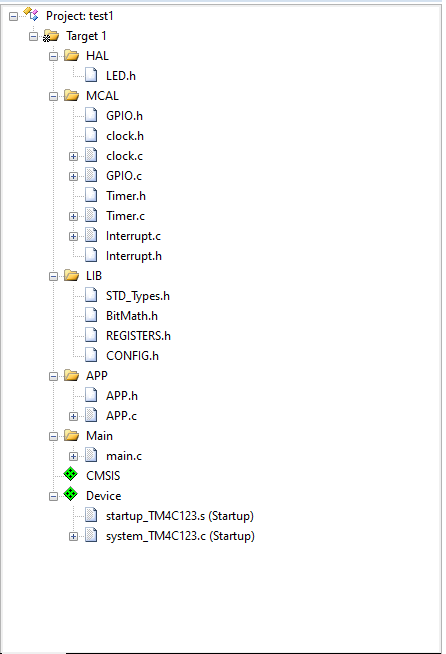 Project: test1
Target 1
HAL
LED.h
MCAL
GPIO.h
clock.h
clock.c
GPIO.c
Timer.h
Timer.c
Interrupt.c
Interrupt.h
LIB
STD_Types.h
BitMath.h
REGISTERS.h
CONFIG.h
APP
APP.h
APP.c
Main
main.c
CMSIS
Device
startup_TM4C123.s (Startup)
system_TM4C123.c (Startup)